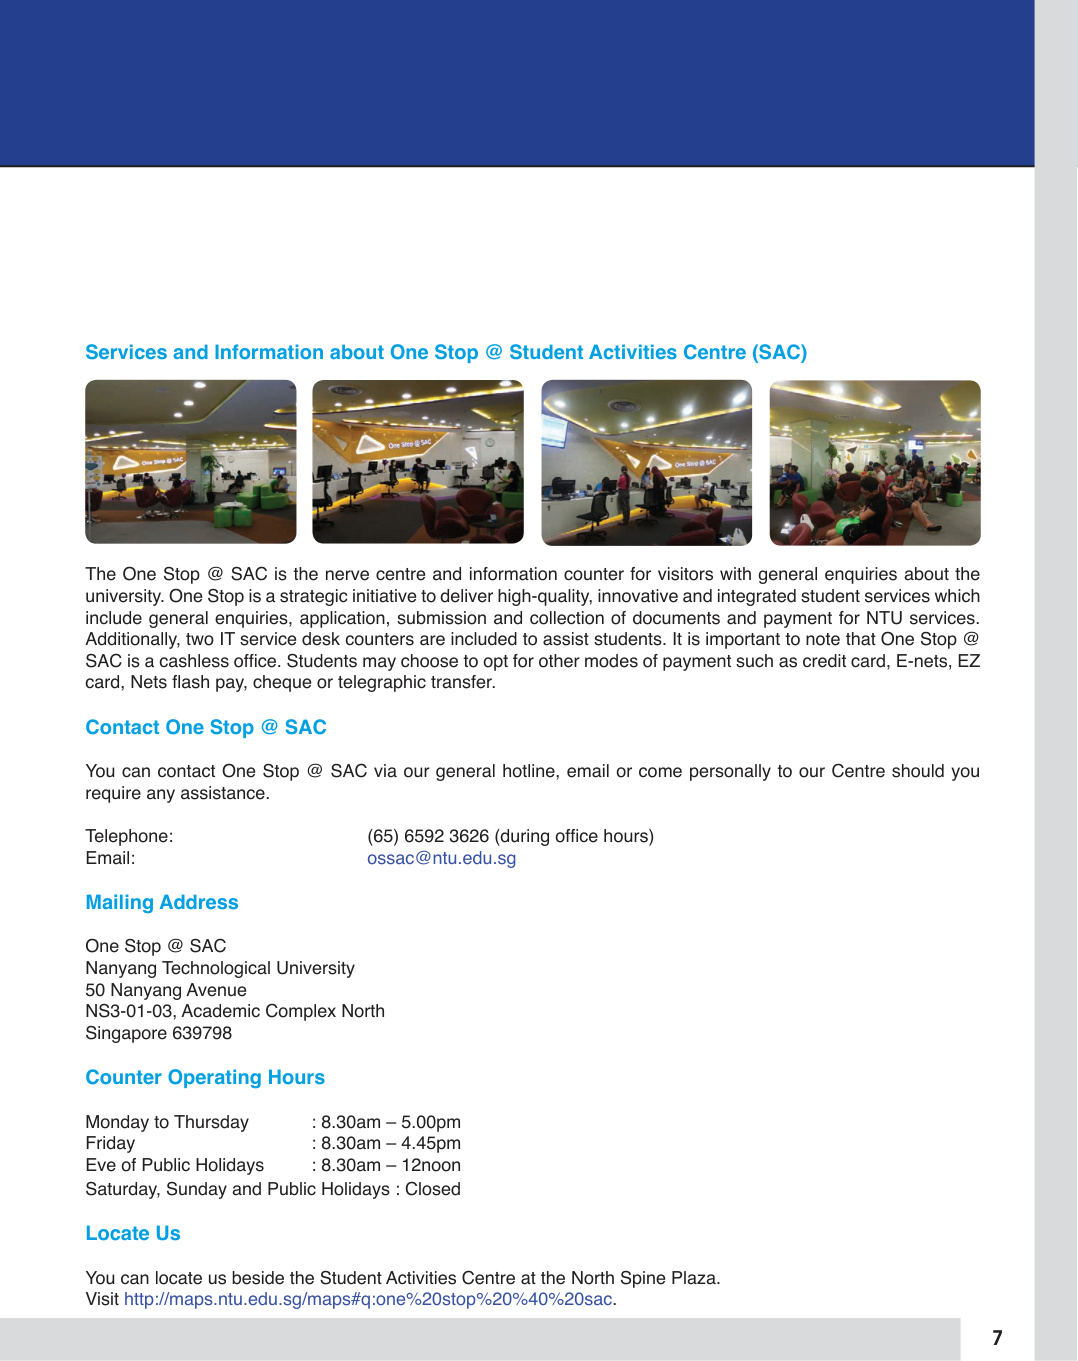 Services and Information about One Stop @ Student Activities Centre (SAC)
One Stop @ SAC
One Stop @ SAC
One Stop @ SAC
The One Stop @ SAC is the nerve centre and information counter for visitors with general enquiries about the
university. One Stop is a strategic initiative to deliver high-quality, innovative and integrated student services which
include general enquiries, application, submission and collection of documents and payment for NTU services.
Additionally, two IT service desk counters are included to assist students. It is important to note that One Stop @
SAC is a cashless office. Students may choose to opt for other modes of payment such as credit card, E-nets, EZ
card, Nets flash pay, cheque or telegraphic transfer.
Contact One Stop @ SAC
You can contact One Stop @ SAC via our general hotline, email or come personally to our Centre should you
require any assistance.
Telephone: (65) 6592 3626 (during office hours)
Email: ossac@ntu.edu.sg
Mailing Address
One Stop @ SAC
Nanyang Technological University
50 Nanyang Avenue
NS3-01-03, Academic Complex North
Singapore 639798
Counter Operating Hours
Monday to Thursday : 8.30am – 5.00pm
Friday : 8.30am – 4.45pm
Eve of Public Holidays : 8.30am – 12noon
Saturday, Sunday and Public Holidays : Closed
Locate Us
You can locate us beside the Student Activities Centre at the North Spine Plaza.
Visit http://maps.ntu.edu.sg/maps#q:one%20stop%20%40%20sac.
7